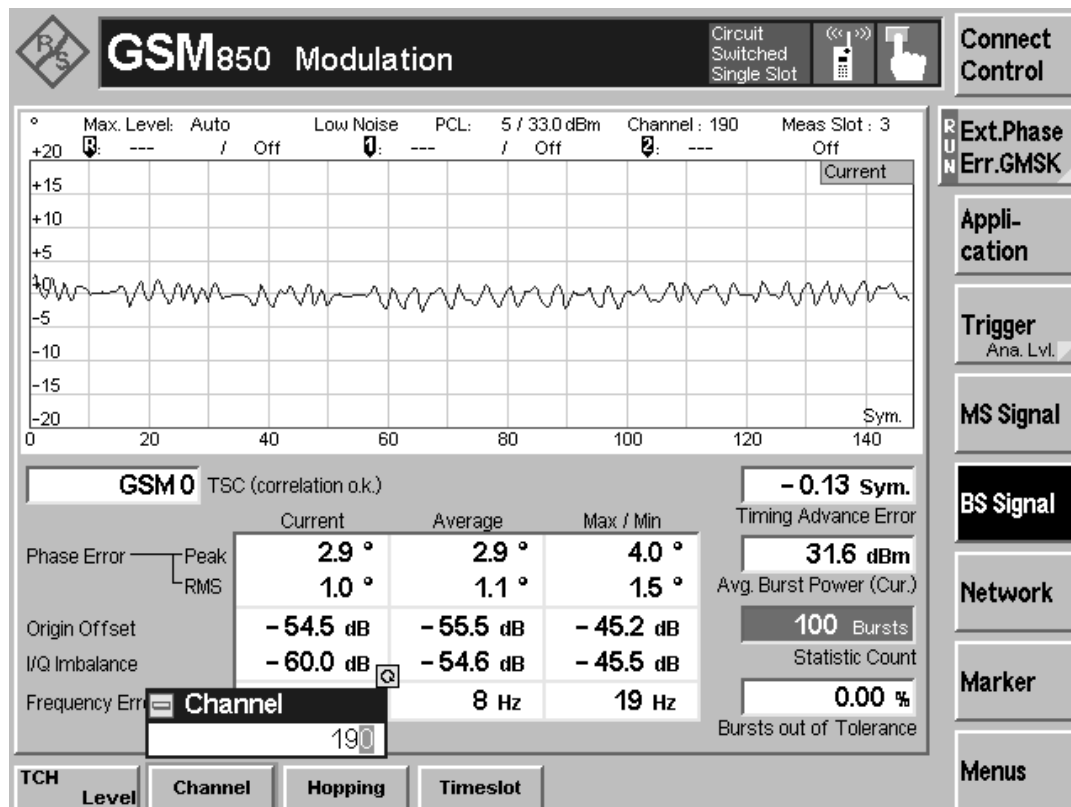 R/S
GSM850 Modulation
Circuit Switched Single Slot
Connect Control
° Max. Level: Auto Low Noise PCL: 5 / 33.0 dBm Channel : 190 Meas Slot : 3
R: --- / Off 1: --- / Off 2: --- Off
Current
+20
+15
+10
+5
-5
-10
-15
-20
Sym.
0 20 40 60 80 100 120 140
RUN
Ext.Phase Err.GMSK
Appli-
cation
Trigger
Ana. Lvl.
MS Signal
BS Signal
Network
Marker
Menus
GSM 0 TSC (correlation o.k.)
Current Average Max / Min
Phase Error Peak 2.9 ° 2.9 ° 4.0 °
RMS 1.0 ° 1.1 ° 1.5 °
Origin Offset - 54.5 dB - 55.5 dB - 45.2 dB
I/Q Imbalance - 60.0 dB - 54.6 dB - 45.5 dB
Frequency 8 Hz 19 Hz
- 0.13 Sym.
Timing Advance Error
31.6 dBm
Avg. Burst Power (Cur.)
100 Bursts
Statistic Count
0.00 %
Bursts out of Tolerance
Channel
190
TCH
Level
Channel
Hopping
Timeslot